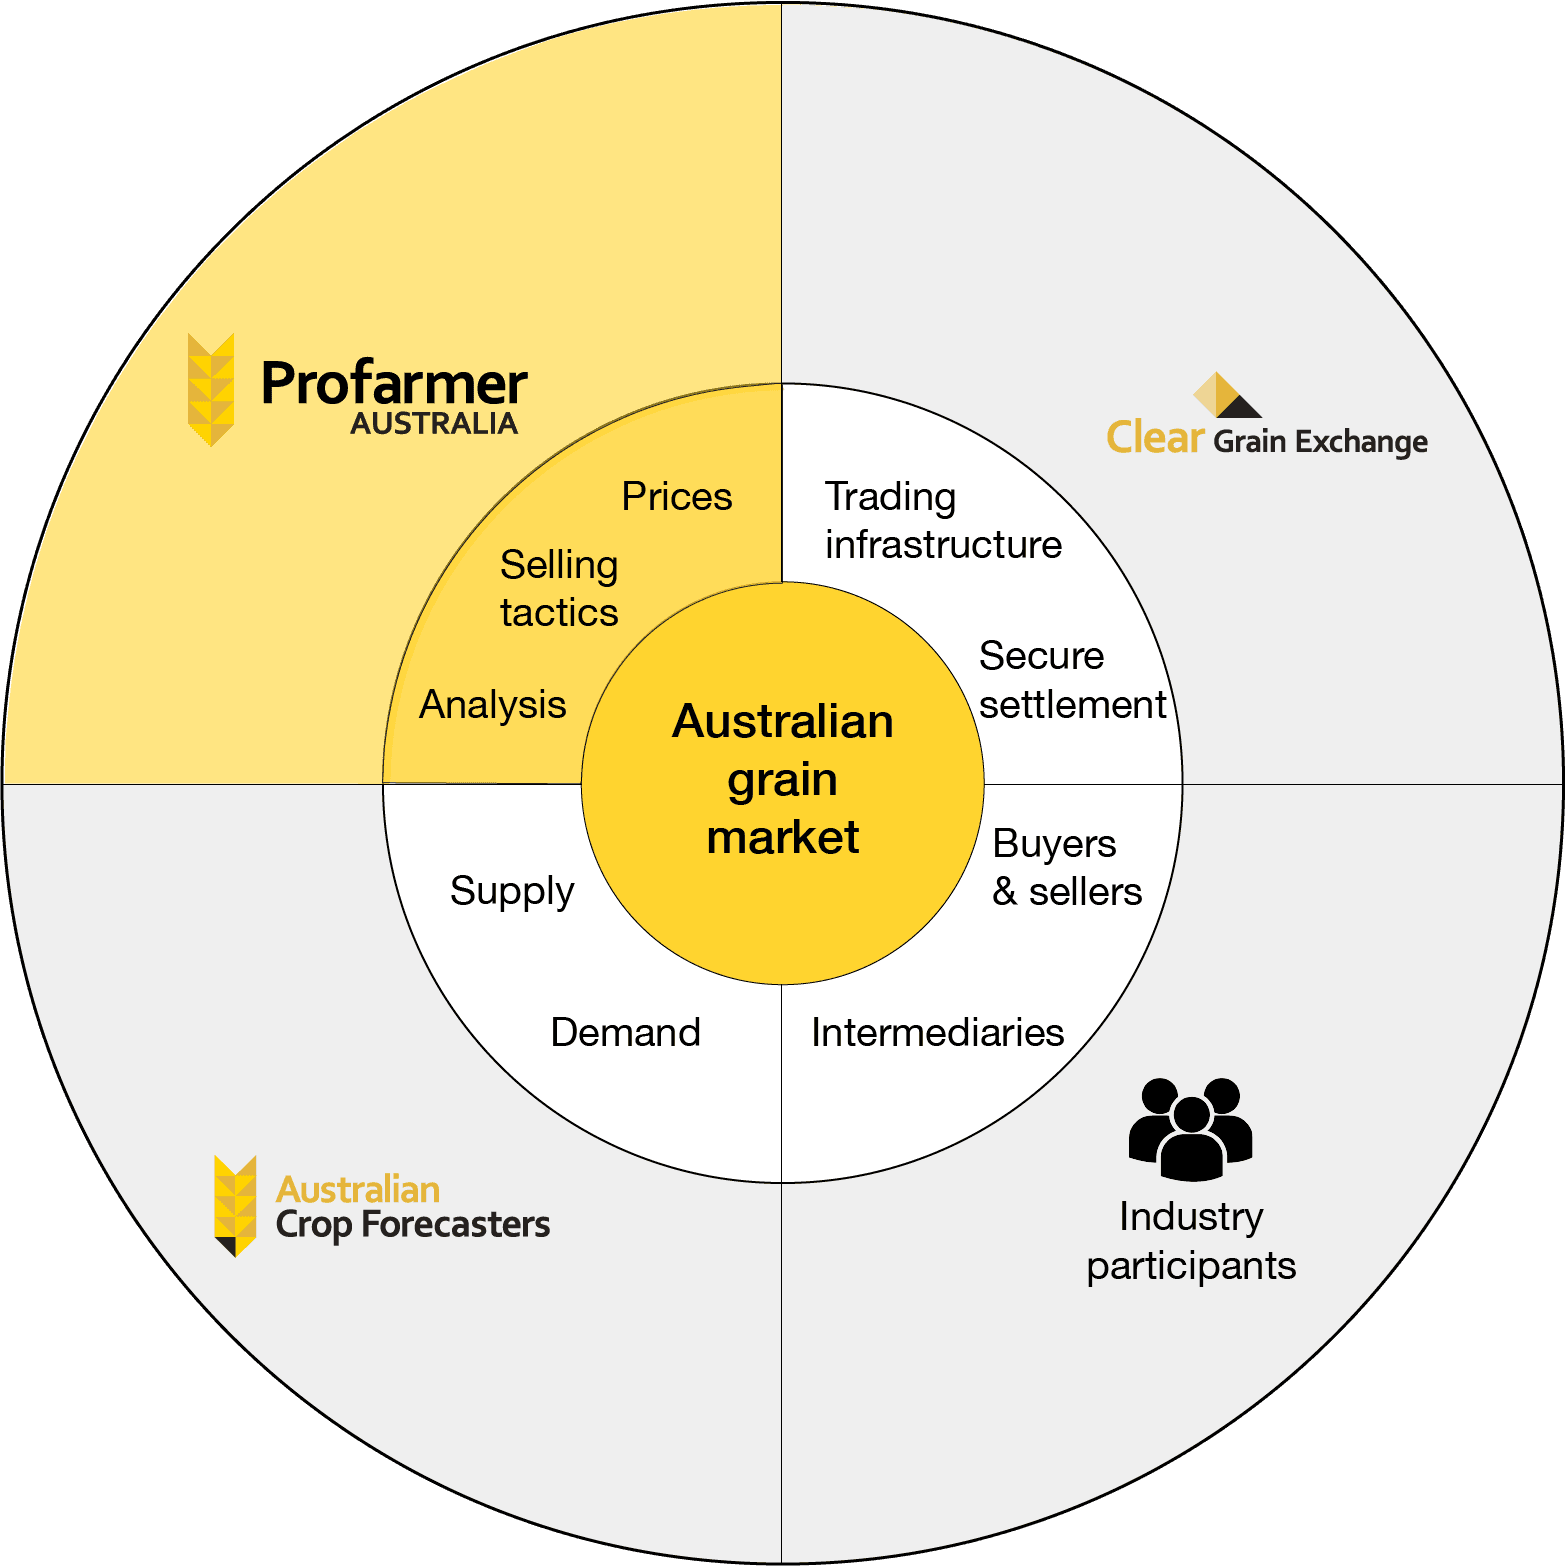 Profarmer
AUSTRALIA
Clear Grain Exchange
Prices
Selling
tactics
Analysis
Trading
infrastructure
Secure
settlement
Australian
grain
market
Supply
Demand
Buyers
& sellers
Intermediaries
Australian
Crop Forecasters
Industry
participants